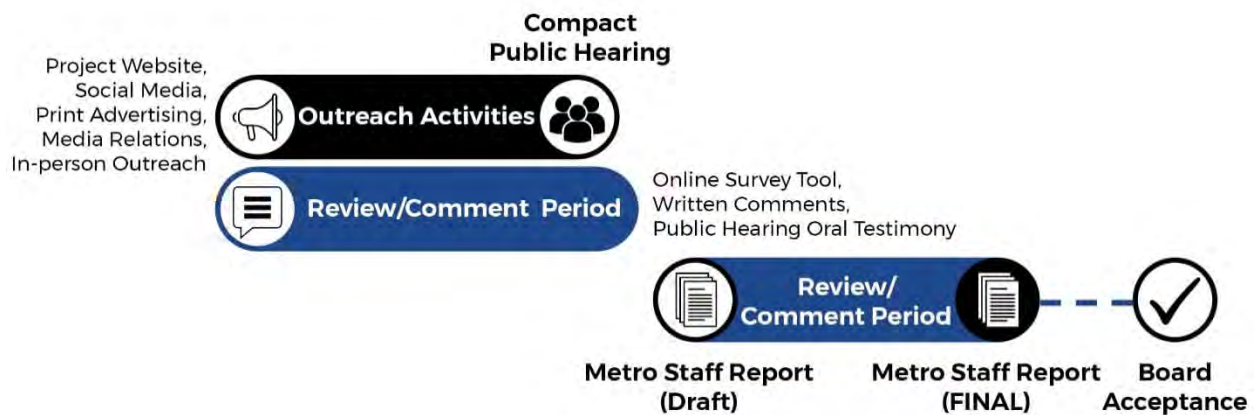 Compact
Public Hearing
Project Website,
Social Media,
Print Advertising,
Media Relations,
In-person Outreach
Outreach Activities
Review/Comment Period
Online Survey Tool,
Written Comments,
Public Hearing Oral Testimony
Review/
Comment Period
Metro Staff Report
(Draft)
Metro Staff Report
(FINAL)
Board
Acceptance